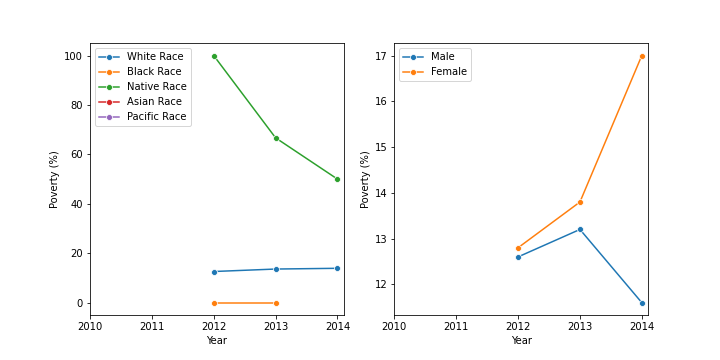 100
80
60
40
20
0
Poverty (%)
White Race
Black Race
Native Race
Asian Race
Pacific Race
2010 2011 2012 2013 2014
Year
17
16
15
14
13
12
Poverty (%)
Male
Female
2010 2011 2012 2013 2014
Year